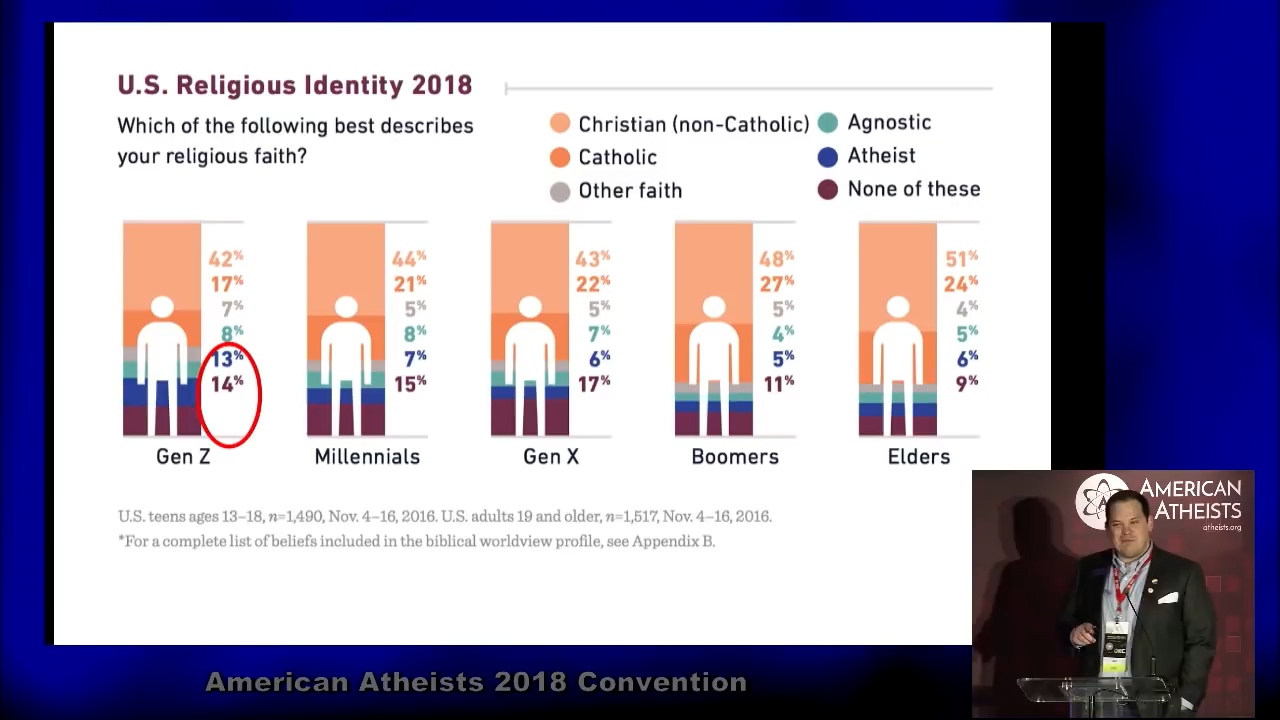 U.S. Religious Identity 2018
Which of the following best describes
your religious faith?
Christian (non-Catholic)
Catholic
Other faith
Agnostic
Atheist
None of these
42%
17%
7%
8%
13%
14%
Gen Z
44%
21%
5%
8%
7%
15%
Millennials
43%
22%
5%
7%
6%
17%
Gen X
48%
27%
5%
4%
5%
11%
Boomers
51%
24%
4%
5%
6%
9%
Elders
U.S. teens ages 13–18, n=1,490, Nov. 4–16, 2016. U.S. adults 19 and older, n=1,517, Nov. 4–16, 2016.
*For a complete list of beliefs included in the biblical worldview profile, see Appendix B.
AMERICAN
ATHEISTS
atheists.org
American Atheists 2018 Convention